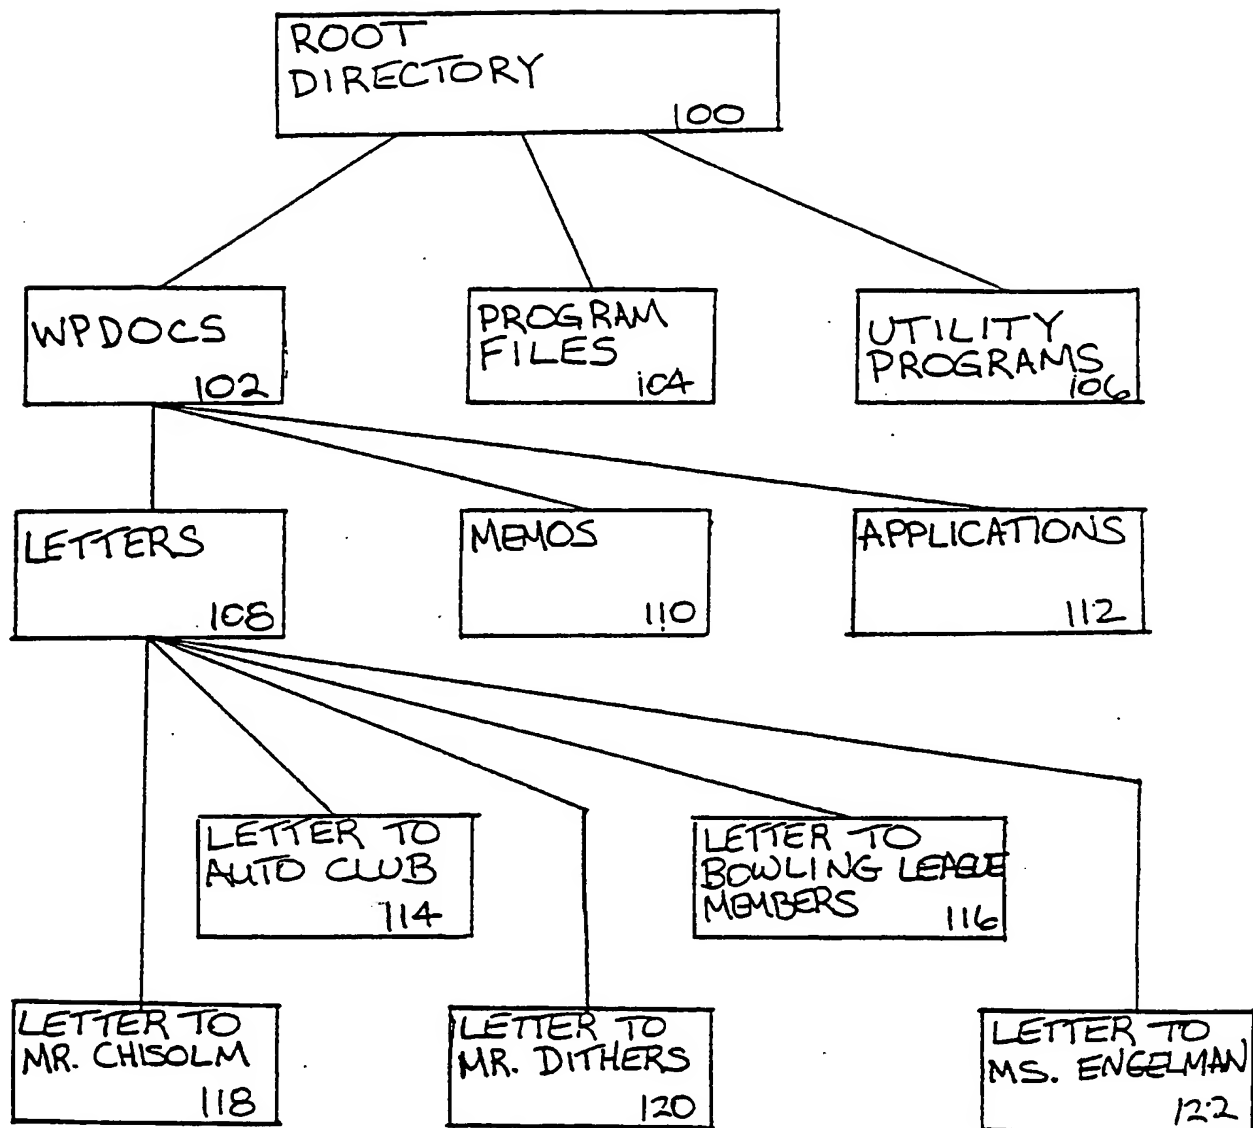 ROOT
DIRECTORY
100
WPDOCS
102
PROGRAM
FILES
104
UTILITY
PROGRAMS
106
LETTERS
108
MEMOS
110
APPLICATIONS
112
LETTER TO
AUTO CLUB
114
LETTER TO
BOWLING LEAGUE
MEMBERS
116
LETTER TO
MR. CHISOLM
118
LETTER TO
MR. DITHERS
120
LETTER TO
MS. ENGELMAN
122